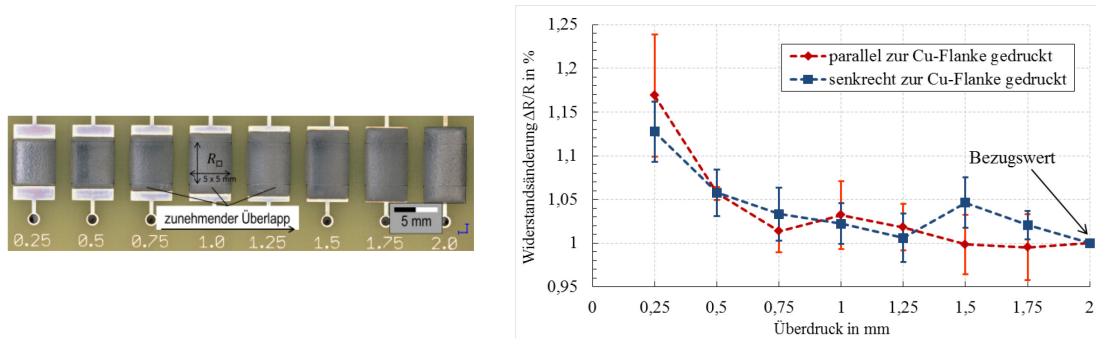 R□
5 x 5 mm
zunehmender Überlapp
5 mm
0.25 0.5 0.75 1.0 1.25 1.5 1.75 2.0
Widerstandsänderung ΔR/R in %
1,25
1,2
1,15
1,1
1,05
1
0,95
parallel zur Cu-Flanke gedruckt
senkrecht zur Cu-Flanke gedruckt
Bezugswert
0 0,25 0,5 0,75 1 1,25 1,5 1,75 2
Überdruck in mm